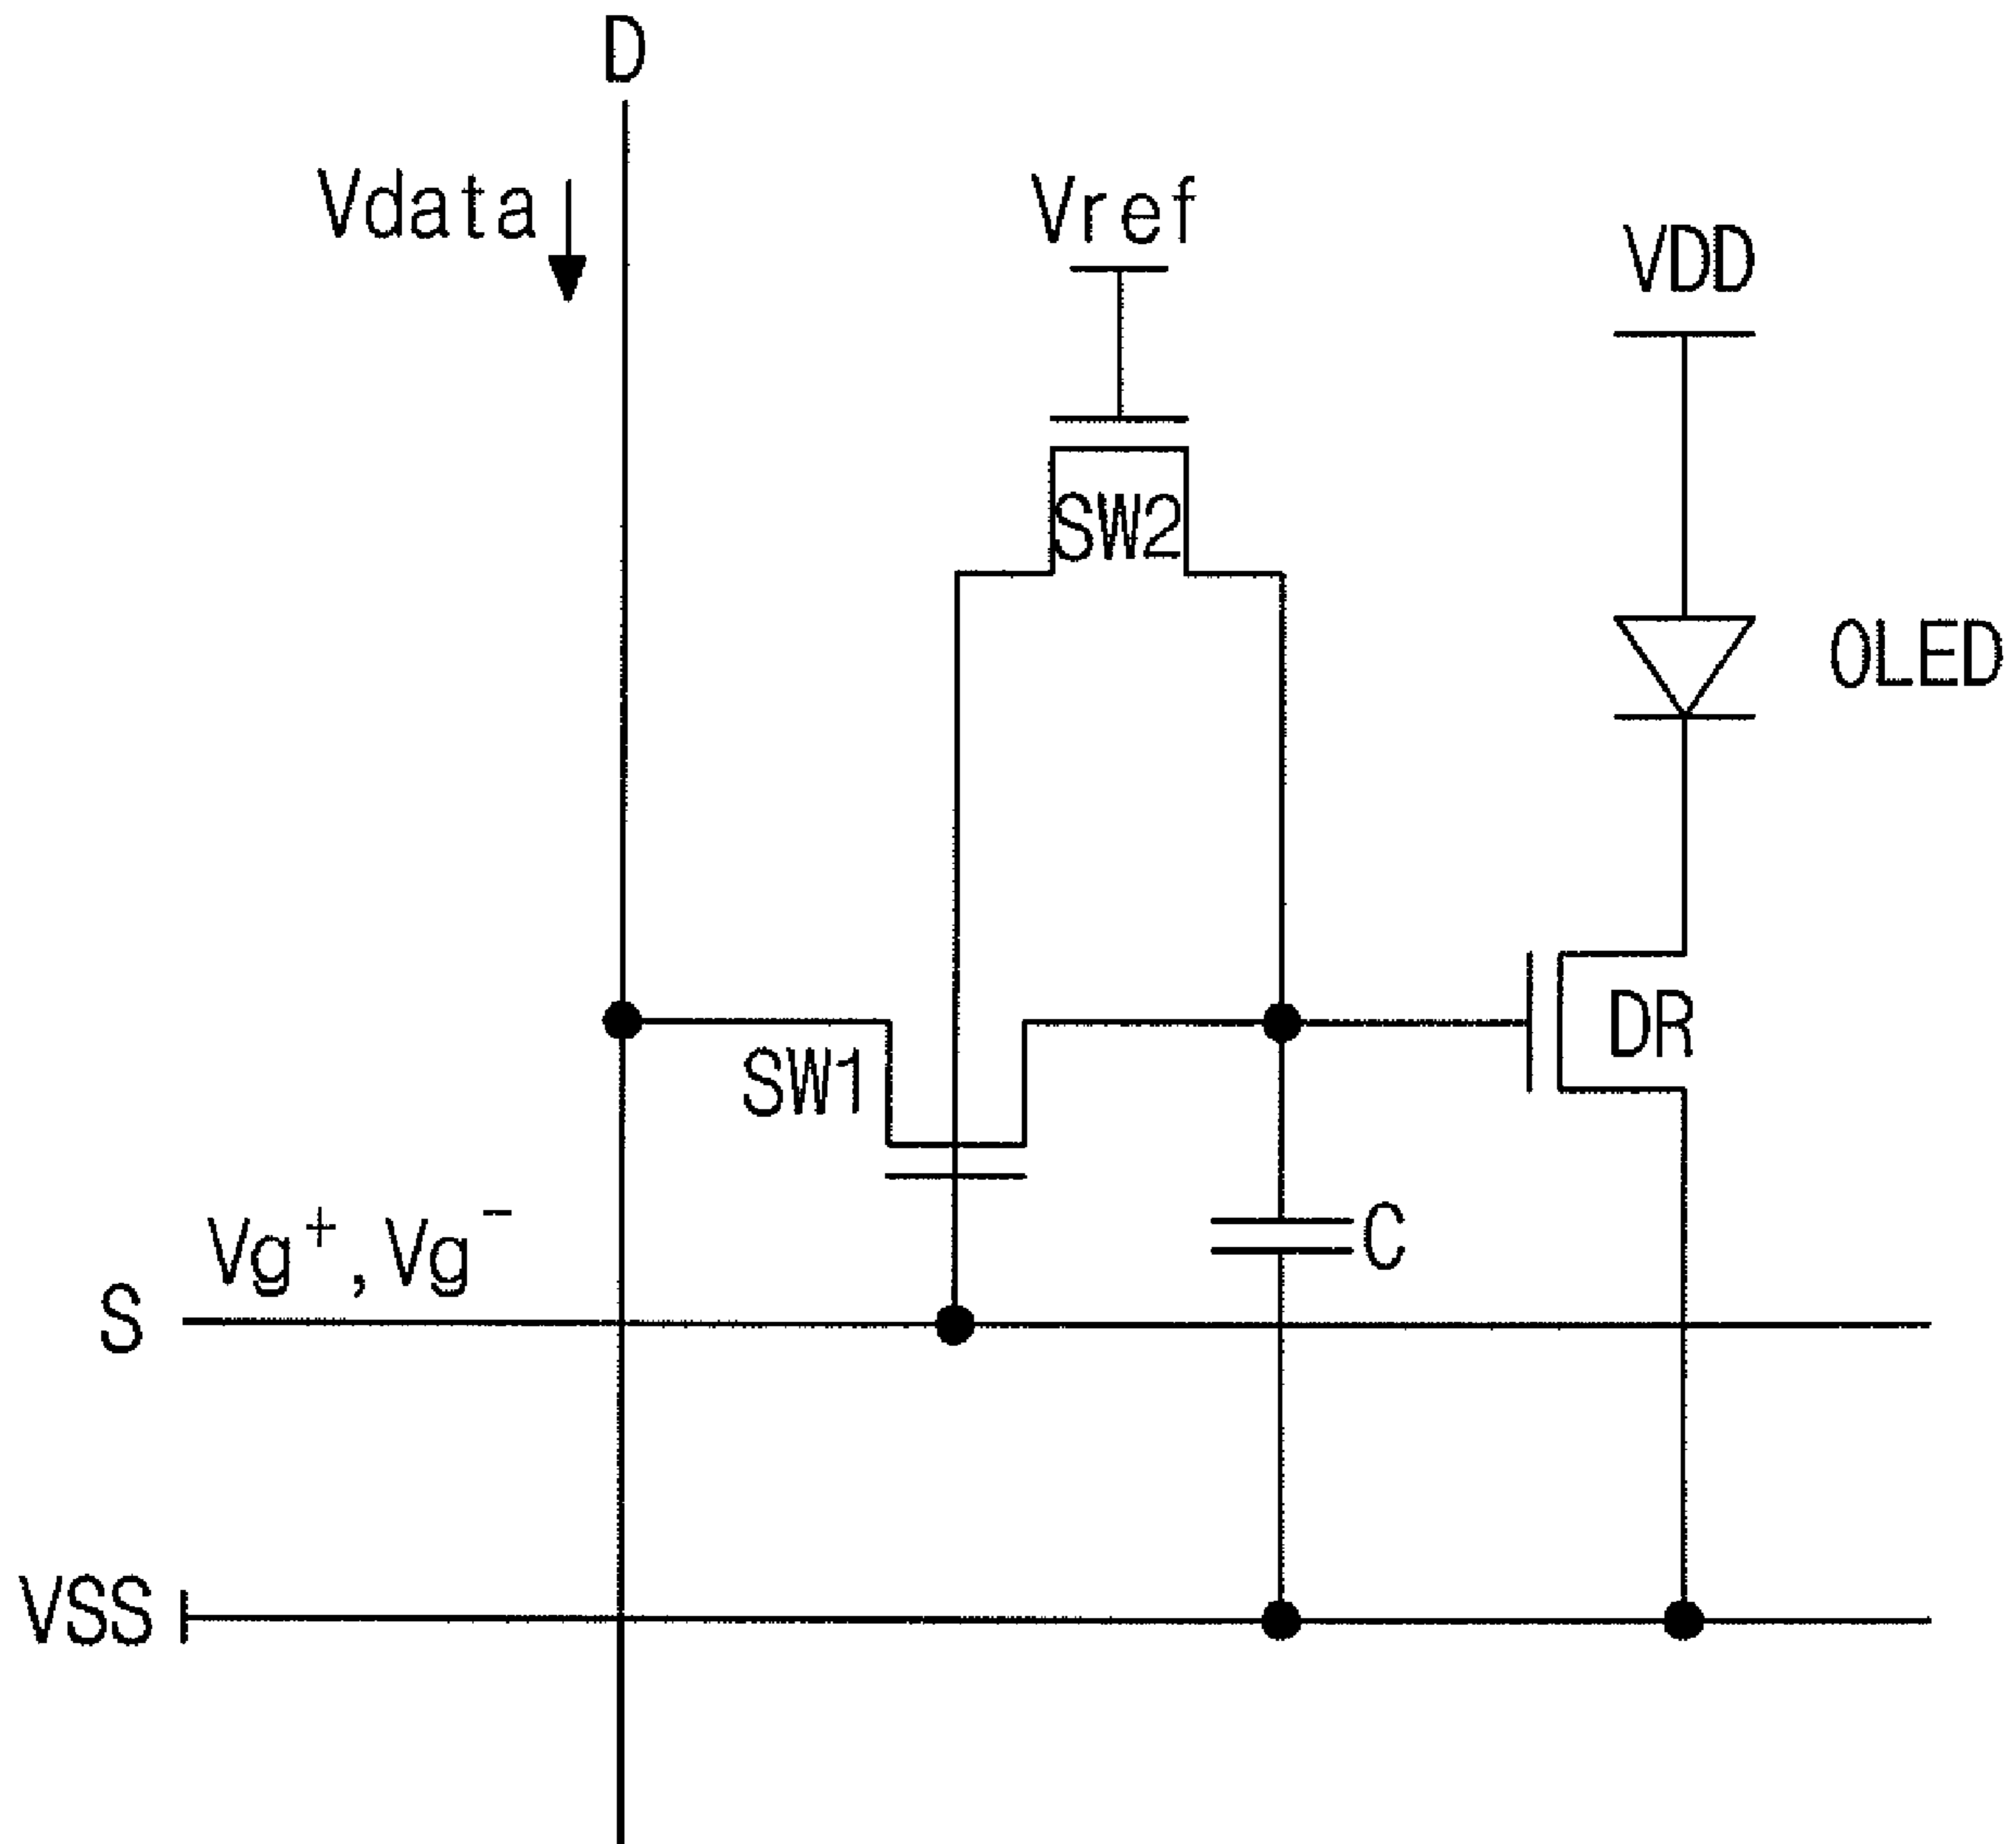 D
Vdata
Vref
VDD
SW2
OLED
DR
SW1
Vg⁺,Vg⁻
C
S
VSS